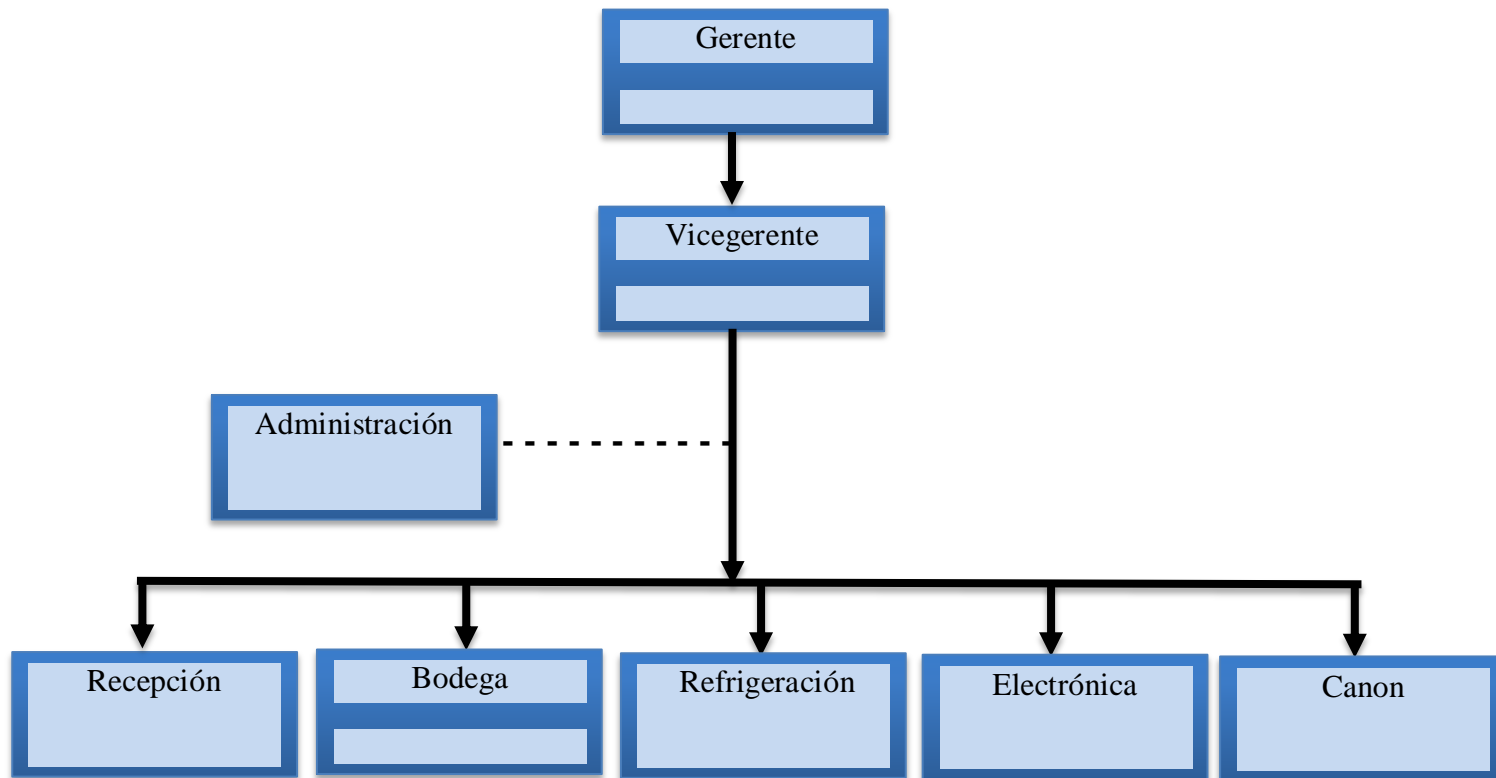 Gerente
Vicegerente
Administración
Recepción
Bodega
Refrigeración
Electrónica
Canon